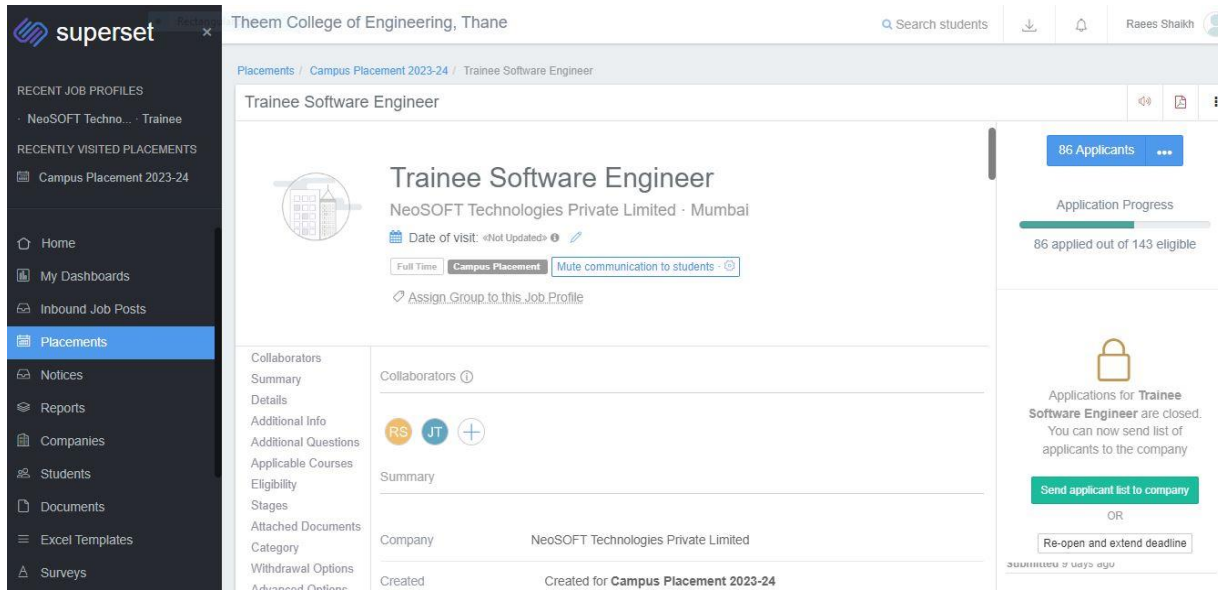 superset ×
RECENT JOB PROFILES
· NeoSOFT Techno... · Trainee
RECENTLY VISITED PLACEMENTS
Campus Placement 2023-24
Home
My Dashboards
Inbound Job Posts
Placements
Notices
Reports
Companies
Students
Documents
Excel Templates
Surveys
Theem College of Engineering, Thane
Search students
Raees Shaikh
Placements / Campus Placement 2023-24 / Trainee Software Engineer
Trainee Software Engineer
Trainee Software Engineer
NeoSOFT Technologies Private Limited · Mumbai
Date of visit: «Not Updated»
Full Time Campus Placement Mute communication to students -
Assign Group to this Job Profile
Collaborators
Summary
Details
Additional Info
Additional Questions
Applicable Courses
Eligibility
Stages
Attached Documents
Category
Withdrawal Options
Advanced Options
Collaborators
RS JT
Summary
Company NeoSOFT Technologies Private Limited
Created Created for Campus Placement 2023-24
86 Applicants •••
Application Progress
86 applied out of 143 eligible
Applications for Trainee
Software Engineer are closed.
You can now send list of
applicants to the company
Send applicant list to company
OR
Re-open and extend deadline
Submitted 9 days ago